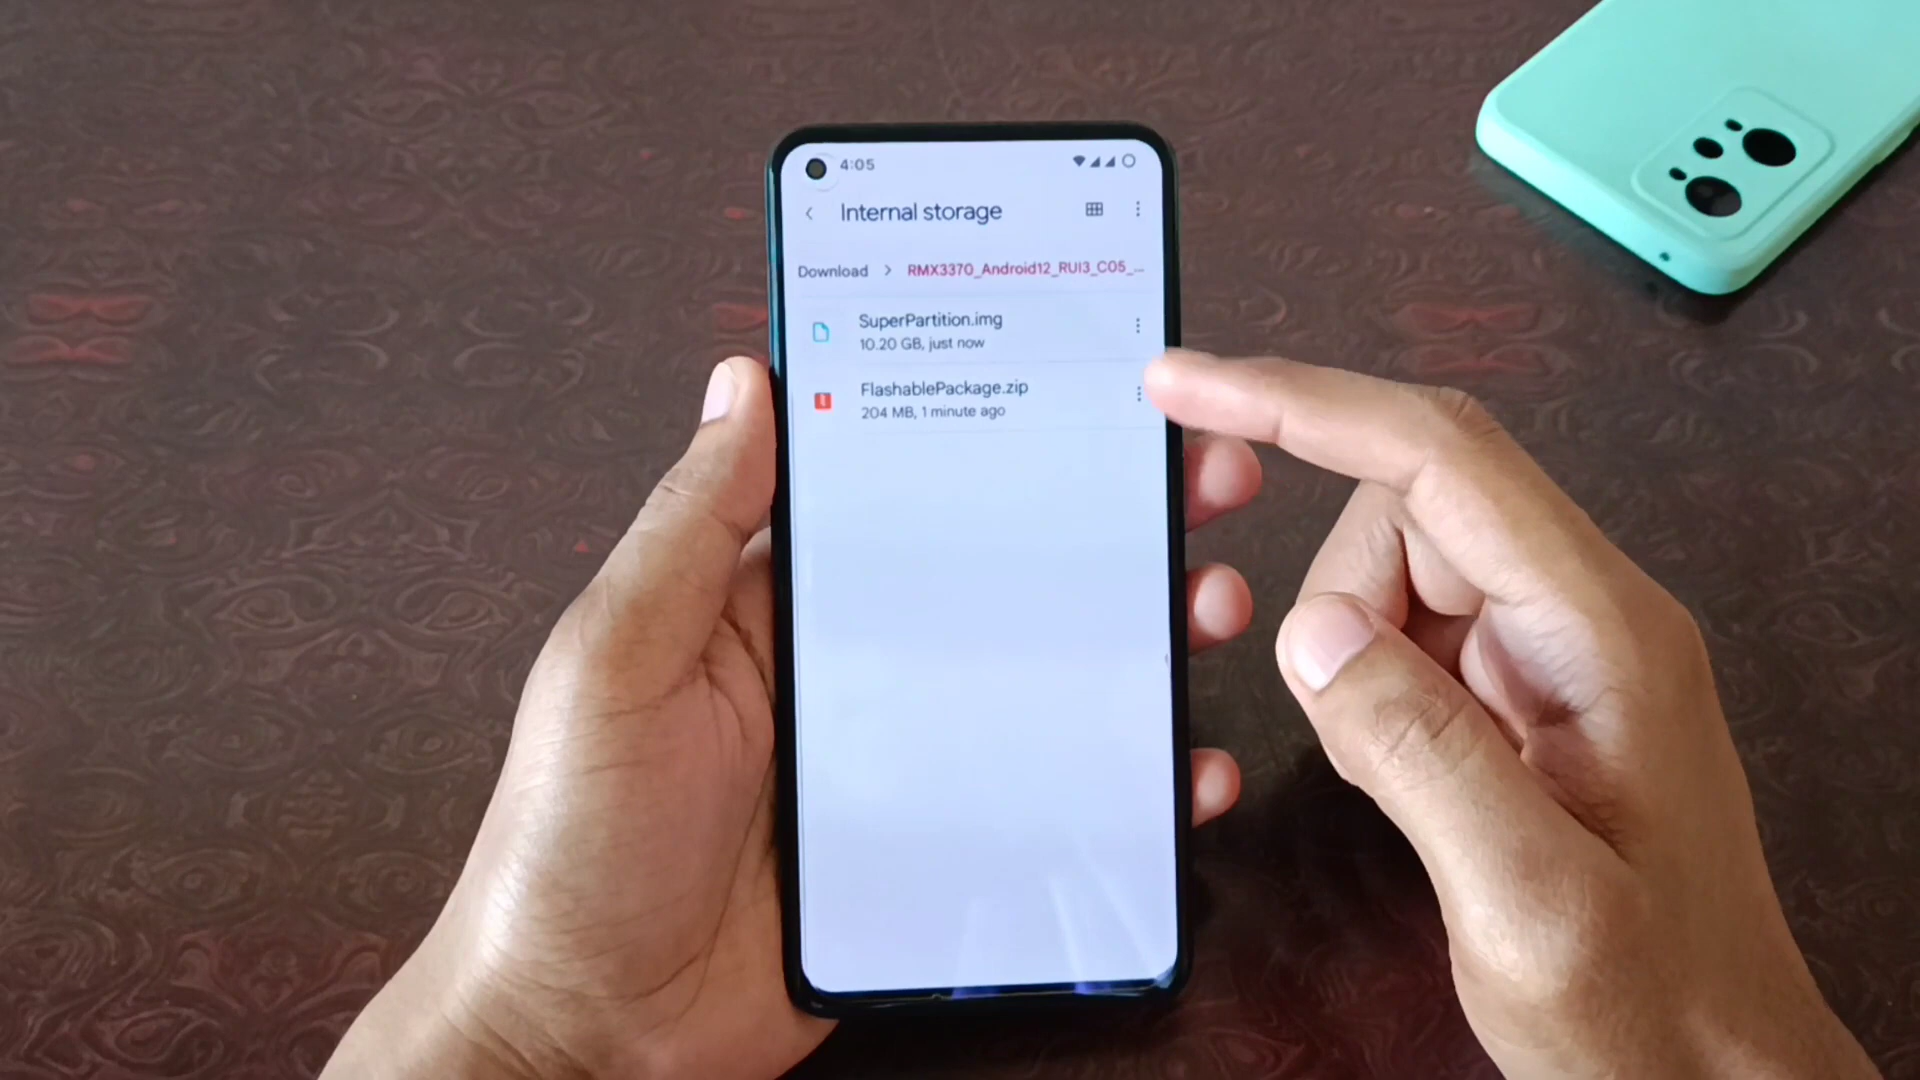 4:05
Internal storage
Download > RMX3370_Android12_RUI3_C05_...
SuperPartition.img
10.20 GB, just now
FlashablePackage.zip
204 MB, 1 minute ago